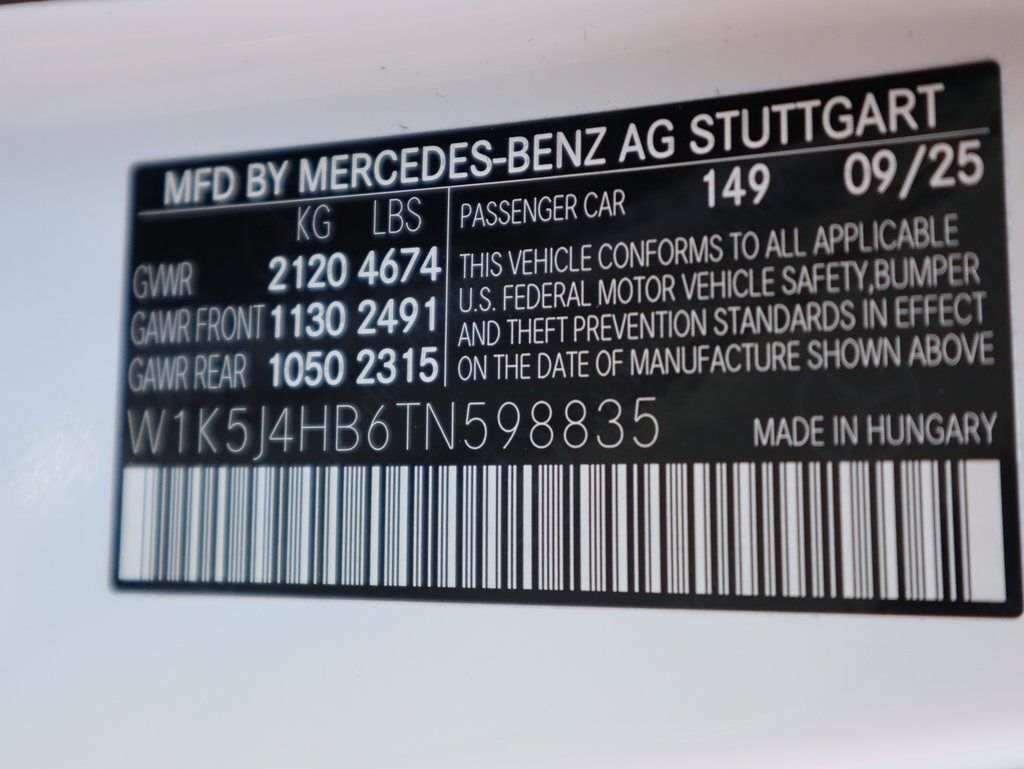 MFD BY MERCEDES-BENZ AG STUTTGART
KG LBS
GVWR 2120 4674
GAWR FRONT 1130 2491
GAWR REAR 1050 2315
PASSENGER CAR 149 09/25
THIS VEHICLE CONFORMS TO ALL APPLICABLE
U.S. FEDERAL MOTOR VEHICLE SAFETY,BUMPER
AND THEFT PREVENTION STANDARDS IN EFFECT
ON THE DATE OF MANUFACTURE SHOWN ABOVE
W1K5J4HB6TN598835 MADE IN HUNGARY